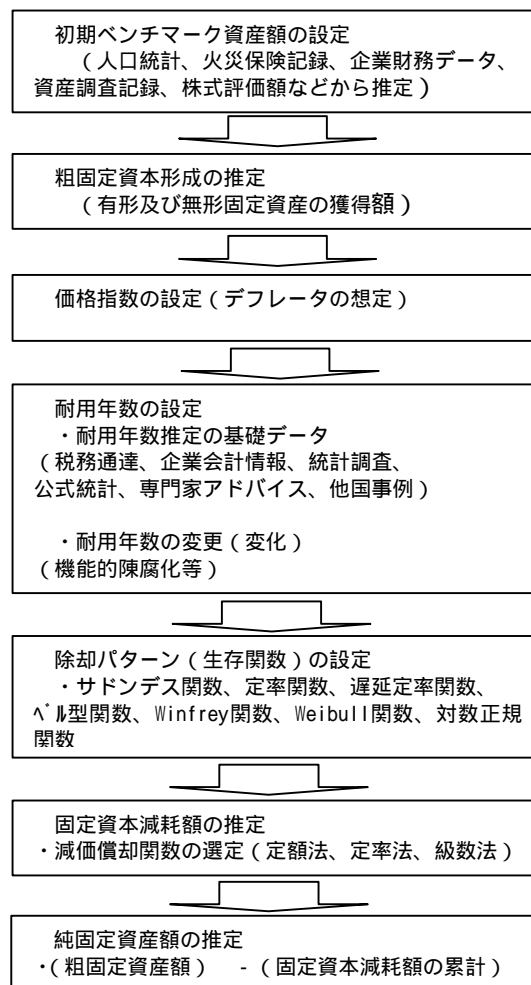 初期ベンチマーク資産額の設定
（人口統計、火災保険記録、企業財務データ、
資産調査記録、株式評価額などから推定）
粗固定資本形成の推定
（有形及び無形固定資産の獲得額）
価格指数の設定（デフレータの想定）
耐用年数の設定
・耐用年数推定の基礎データ
（税務通達、企業会計情報、統計調査、
公式統計、専門家アドバイス、他国事例）
・耐用年数の変更（変化）
（機能的陳腐化等）
除却パターン（生存関数）の設定
・サドンデス関数、定率関数、遅延定率関数、
ﾍﾞﾙ型関数、Winfrey関数、Weibull関数、対数正規
関数
固定資本減耗額の推定
・減価償却関数の選定（定額法、定率法、級数法）
純固定資産額の推定
・（粗固定資産額） -（固定資本減耗額の累計）